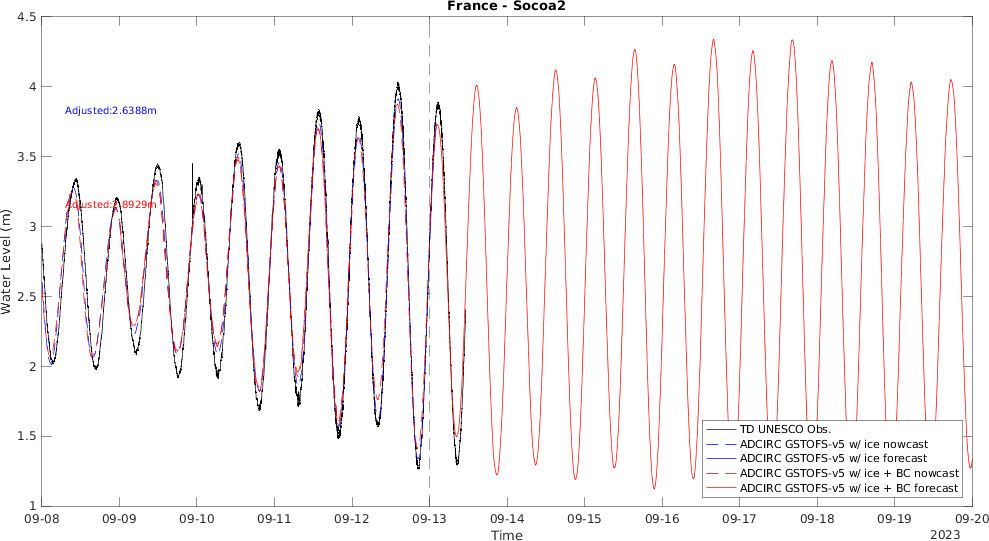 France - Socoa2
4.5
4
3.5
3
2.5
2
1.5
1
Water Level (m)
Adjusted:2.6388m
TD UNESCO Obs.
ADCIRC GSTOFS-v5 w/ ice nowcast
ADCIRC GSTOFS-v5 w/ ice forecast
ADCIRC GSTOFS-v5 w/ ice + BC nowcast
ADCIRC GSTOFS-v5 w/ ice + BC forecast
09-08 09-09 09-10 09-11 09-12 09-13 09-14 09-15 09-16 09-17 09-18 09-19 09-20
Time
2023